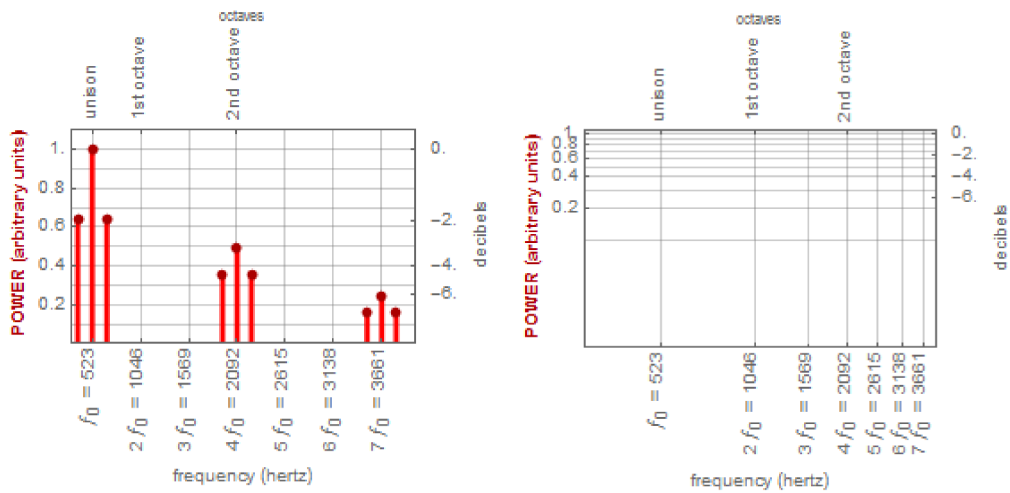 octaves
unison
1st octave
2nd octave
POWER (arbitrary units)
1.
0.8
0.6
0.4
0.2
0.
−2.
−4.
−6.
decibels
f0 = 523
2 f0 = 1046
3 f0 = 1569
4 f0 = 2092
5 f0 = 2615
6 f0 = 3138
7 f0 = 3661
frequency (hertz)
octaves
unison
1st octave
2nd octave
POWER (arbitrary units)
1
0.8
0.6
0.4
0.2
0.
−2.
−4.
−6.
decibels
f0 = 523
2 f0 = 1046
3 f0 = 1569
4 f0 = 2092
5 f0 = 2615
6 f0 = 3138
7 f0 = 3661
frequency (hertz)